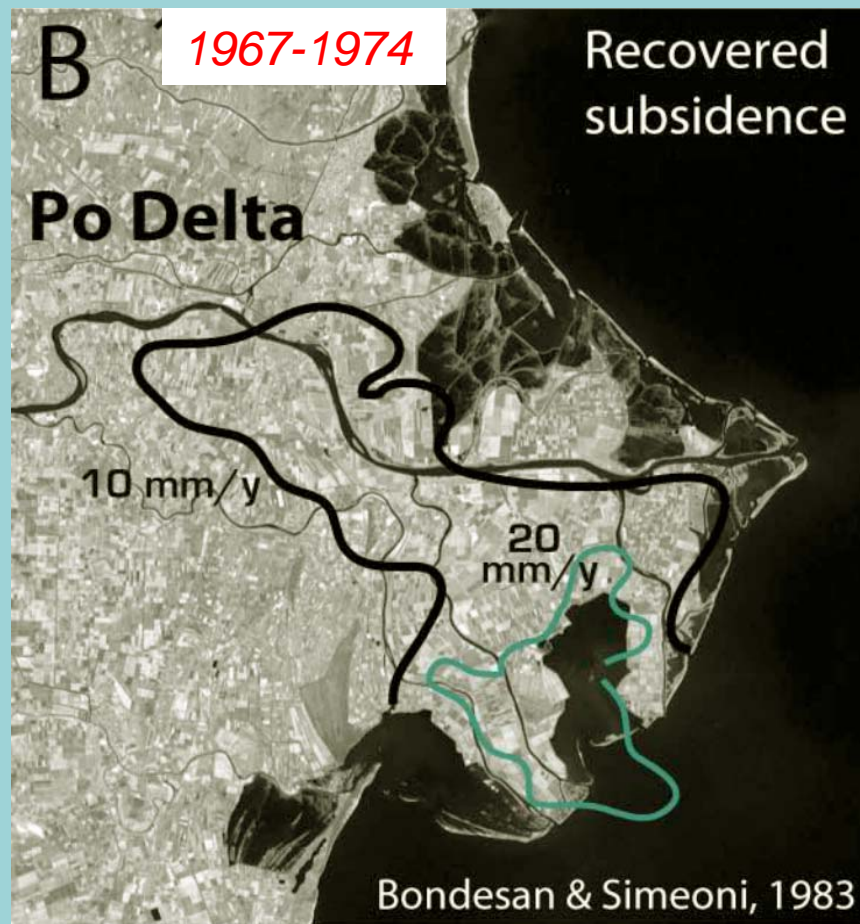 B
1967-1974
Recovered
subsidence
Po Delta
10 mm/y
20
mm/y
Bondesan & Simeoni, 1983